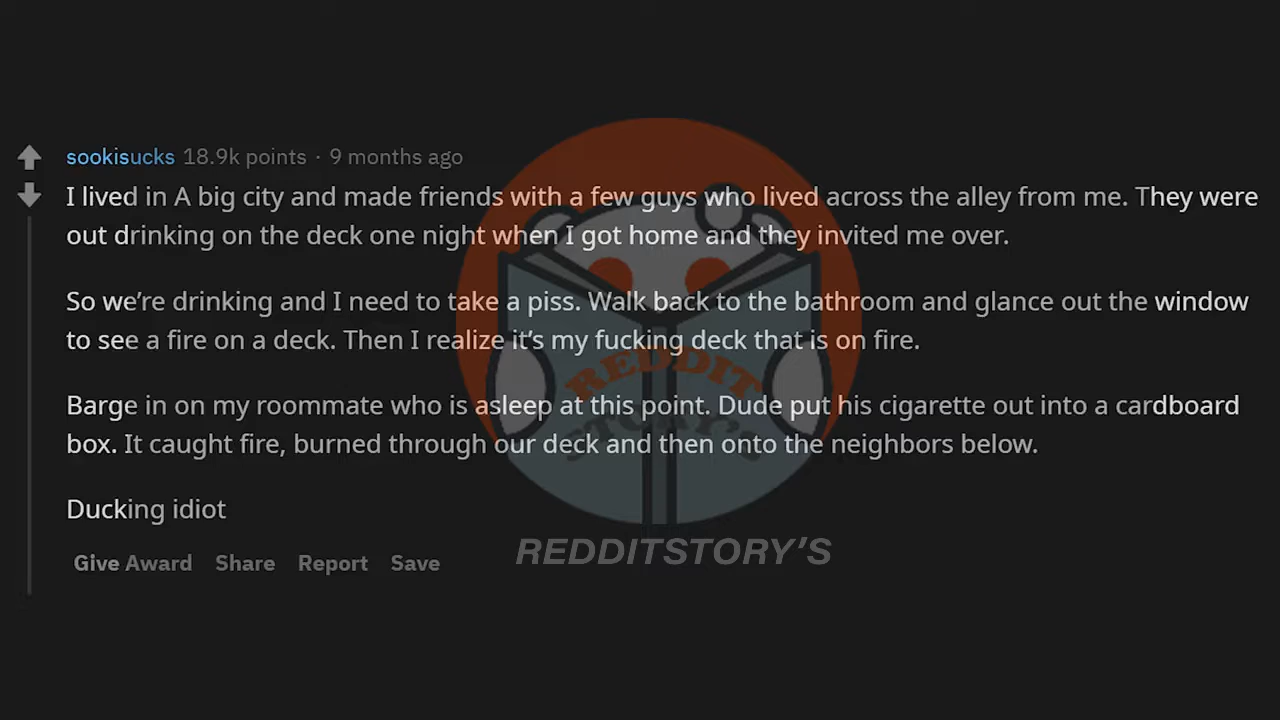 sookisucks 18.9k points · 9 months ago
I lived in A big city and made friends with a few guys who lived across the alley from me. They were
out drinking on the deck one night when I got home and they invited me over.
So we’re drinking and I need to take a piss. Walk back to the bathroom and glance out the window
to see a fire on a deck. Then I realize it’s my fucking deck that is on fire.
Barge in on my roommate who is asleep at this point. Dude put his cigarette out into a cardboard
box. It caught fire, burned through our deck and then onto the neighbors below.
Ducking idiot
Give Award Share Report Save
REDDIT
STORY'S
REDDITSTORY’S